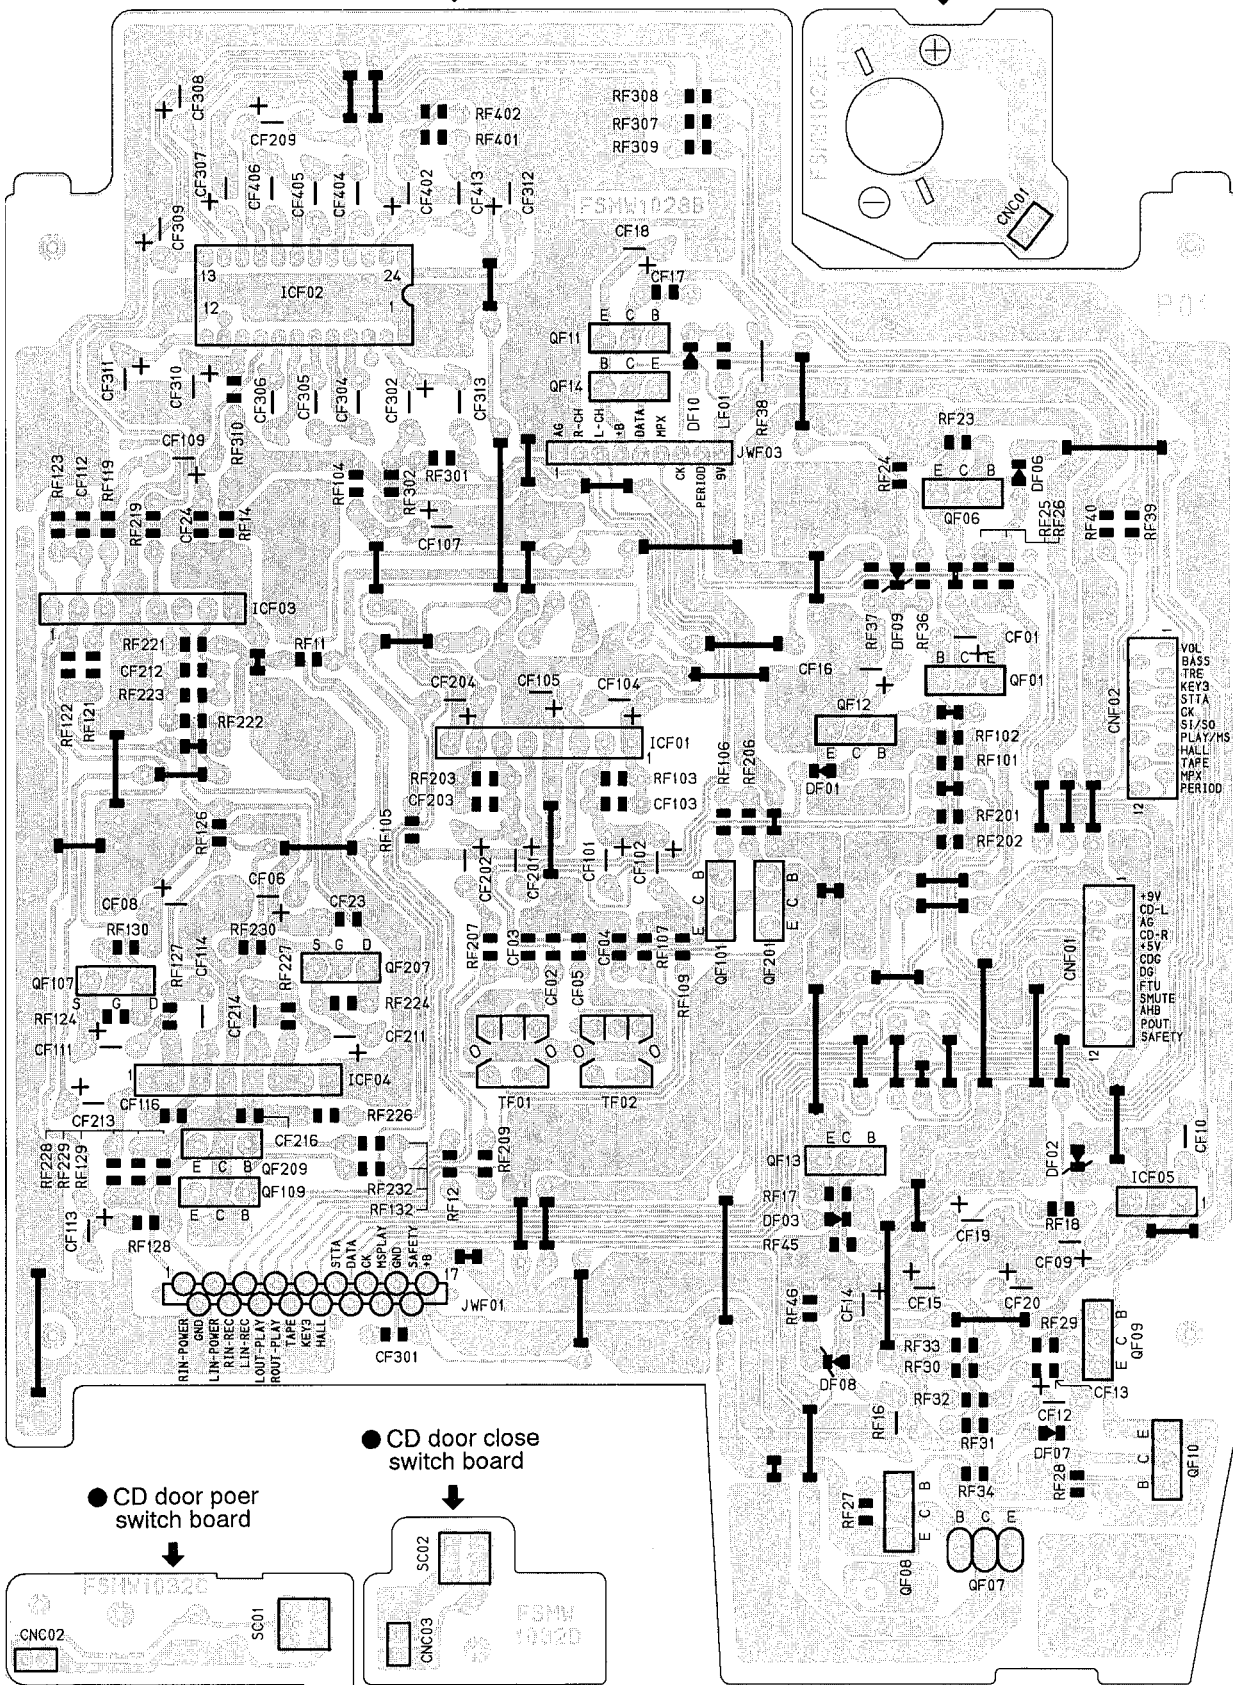 CF308
CF209
RF402
RF401
RF308
RF307
RF309
FSMW1032E
CNC01
CF307
CF406
CF405
CF404
CF402
CF413
CF312
FSMW1028B
CF309
CF18
CF17
13
24
ICF02
12
1
P01
E C B
QF11
B C E
QF14
CF311
CF310
RF310
CF306
CF305
CF304
CF302
CF313
DF10
LF01
RF38
AG
R-CH
L-CH
+B
DATA
MPX
CK
PERIOD
9V
1
JWF03
RF123
CF112
RF119
CF109
RF219
CF24
RF14
RF104
RF302
RF301
CF107
RF23
RF24
E C B
QF06
DF06
RF25
RF26
RF40
RF39
1
ICF03
RF221
CF212
RF223
RF222
RF11
RF122
RF121
CF204
CF105
CF104
ICF01
1
RF37
DF09
RF36
CF01
CF16
B C E
QF01
QF12
E C B
DF01
RF102
RF101
RF201
RF202
CNF02
1
VOL
BASS
TRE
KEY3
STTA
CK
SI/SO
PLAY/MS
HALL
TAPE
MPX
PERIOD
12
RF203
CF203
RF103
CF103
RF106
RF206
RF126
RF105
CF202
CF201
CF101
CF102
CF08
CF06
CF23
RF130
RF127
CF114
RF230
RF227
S G D
QF207
QF107
S G D
RF124
CF111
CF214
RF224
CF211
RF207
CF03
CF02
CF05
CF04
RF107
RF109
B C E
QF101
B C E
QF201
CNF01
1
+9V
CD-L
AG
CD-R
+5V
CDG
DG
FTU
SMUTE
AHB
POUT
SAFETY
12
1
ICF04
CF116
CF213
CF216
RF226
TF01
TF02
RF228
RF229
RF129
E C B
QF209
QF109
E C B
RF232
RF132
RF12
RF209
CF113
RF128
E C B
QF13
RF17
DF03
RF45
DF02
CF10
ICF05
1
RF18
CF19
CF09
1
STTA
DATA
CK
MSPLAY
GND
SAFETY
+B
17
JWF01
RIN-POWER
GND
LIN-POWER
RIN-REC
LIN-REC
LOUT-PLAY
ROUT-PLAY
TAPE
KEY3
HALL
CF301
RF46
CF14
CF15
CF20
DF08
RF33
RF30
RF29
B C E
QF09
CF13
RF32
CF12
RF16
RF31
DF07
RF34
RF28
E C B
QF10
RF27
B C E
QF08
B C E
QF07
● CD door close
switch board
● CD door poer
switch board
FSMW1032C
SC01
CNC02
SC02
CNC03
FSMW
1032D